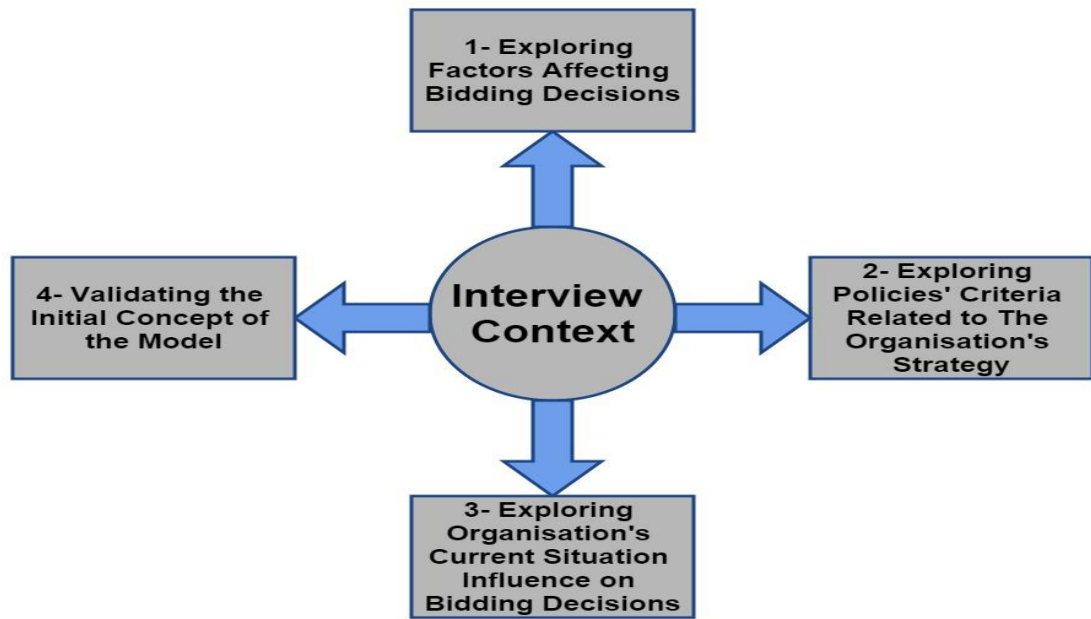 1- Exploring
Factors Affecting
Bidding Decisions
Interview
Context
2- Exploring
Policies' Criteria
Related to The
Organisation's
Strategy
3- Exploring
Organisation's
Current Situation
Influence on
Bidding Decisions
4- Validating the
Initial Concept of
the Model